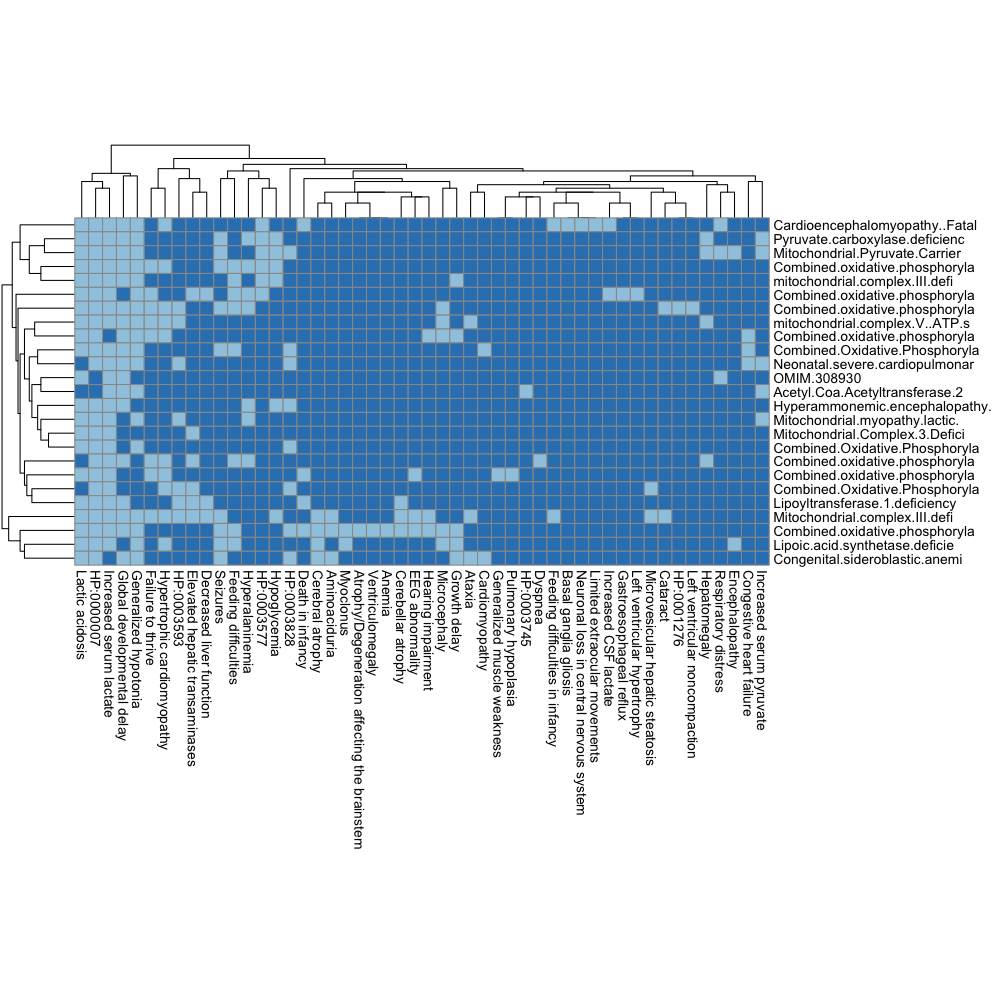 Cardioencephalomyopathy..Fatal
Pyruvate.carboxylase.deficienc
Mitochondrial.Pyruvate.Carrier
Combined.oxidative.phosphoryla
mitochondrial.complex.III.defi
Combined.oxidative.phosphoryla
Combined.oxidative.phosphoryla
mitochondrial.complex.V..ATP.s
Combined.oxidative.phosphoryla
Combined.Oxidative.Phosphoryla
Neonatal.severe.cardiopulmonar
OMIM.308930
Acetyl.Coa.Acetyltransferase.2
Hyperammonemic.encephalopathy.
Mitochondrial.myopathy.lactic.
Mitochondrial.Complex.3.Defici
Combined.Oxidative.Phosphoryla
Combined.oxidative.phosphoryla
Combined.oxidative.phosphoryla
Combined.Oxidative.Phosphoryla
Lipoyltransferase.1.deficiency
Mitochondrial.complex.III.defi
Combined.oxidative.phosphoryla
Lipoic.acid.synthetase.deficie
Congenital.sideroblastic.anemi
Lactic acidosis
HP:0000007
Increased serum lactate
Global developmental delay
Generalized hypotonia
Failure to thrive
Hypertrophic cardiomyopathy
HP:0003593
Elevated hepatic transaminases
Decreased liver function
Seizures
Feeding difficulties
Hyperalaninemia
HP:0003577
Hypoglycemia
HP:0003828
Death in infancy
Cerebral atrophy
Aminoaciduria
Myoclonus
Atrophy/Degeneration affecting the brainstem
Ventriculomegaly
Anemia
Cerebellar atrophy
EEG abnormality
Hearing impairment
Microcephaly
Growth delay
Ataxia
Cardiomyopathy
Generalized muscle weakness
Pulmonary hypoplasia
HP:0003745
Dyspnea
Feeding difficulties in infancy
Basal ganglia gliosis
Neuronal loss in central nervous system
Limited extraocular movements
Increased CSF lactate
Gastroesophageal reflux
Left ventricular hypertrophy
Microvesicular hepatic steatosis
Cataract
HP:0001276
Left ventricular noncompaction
Hepatomegaly
Respiratory distress
Encephalopathy
Congestive heart failure
Increased serum pyruvate